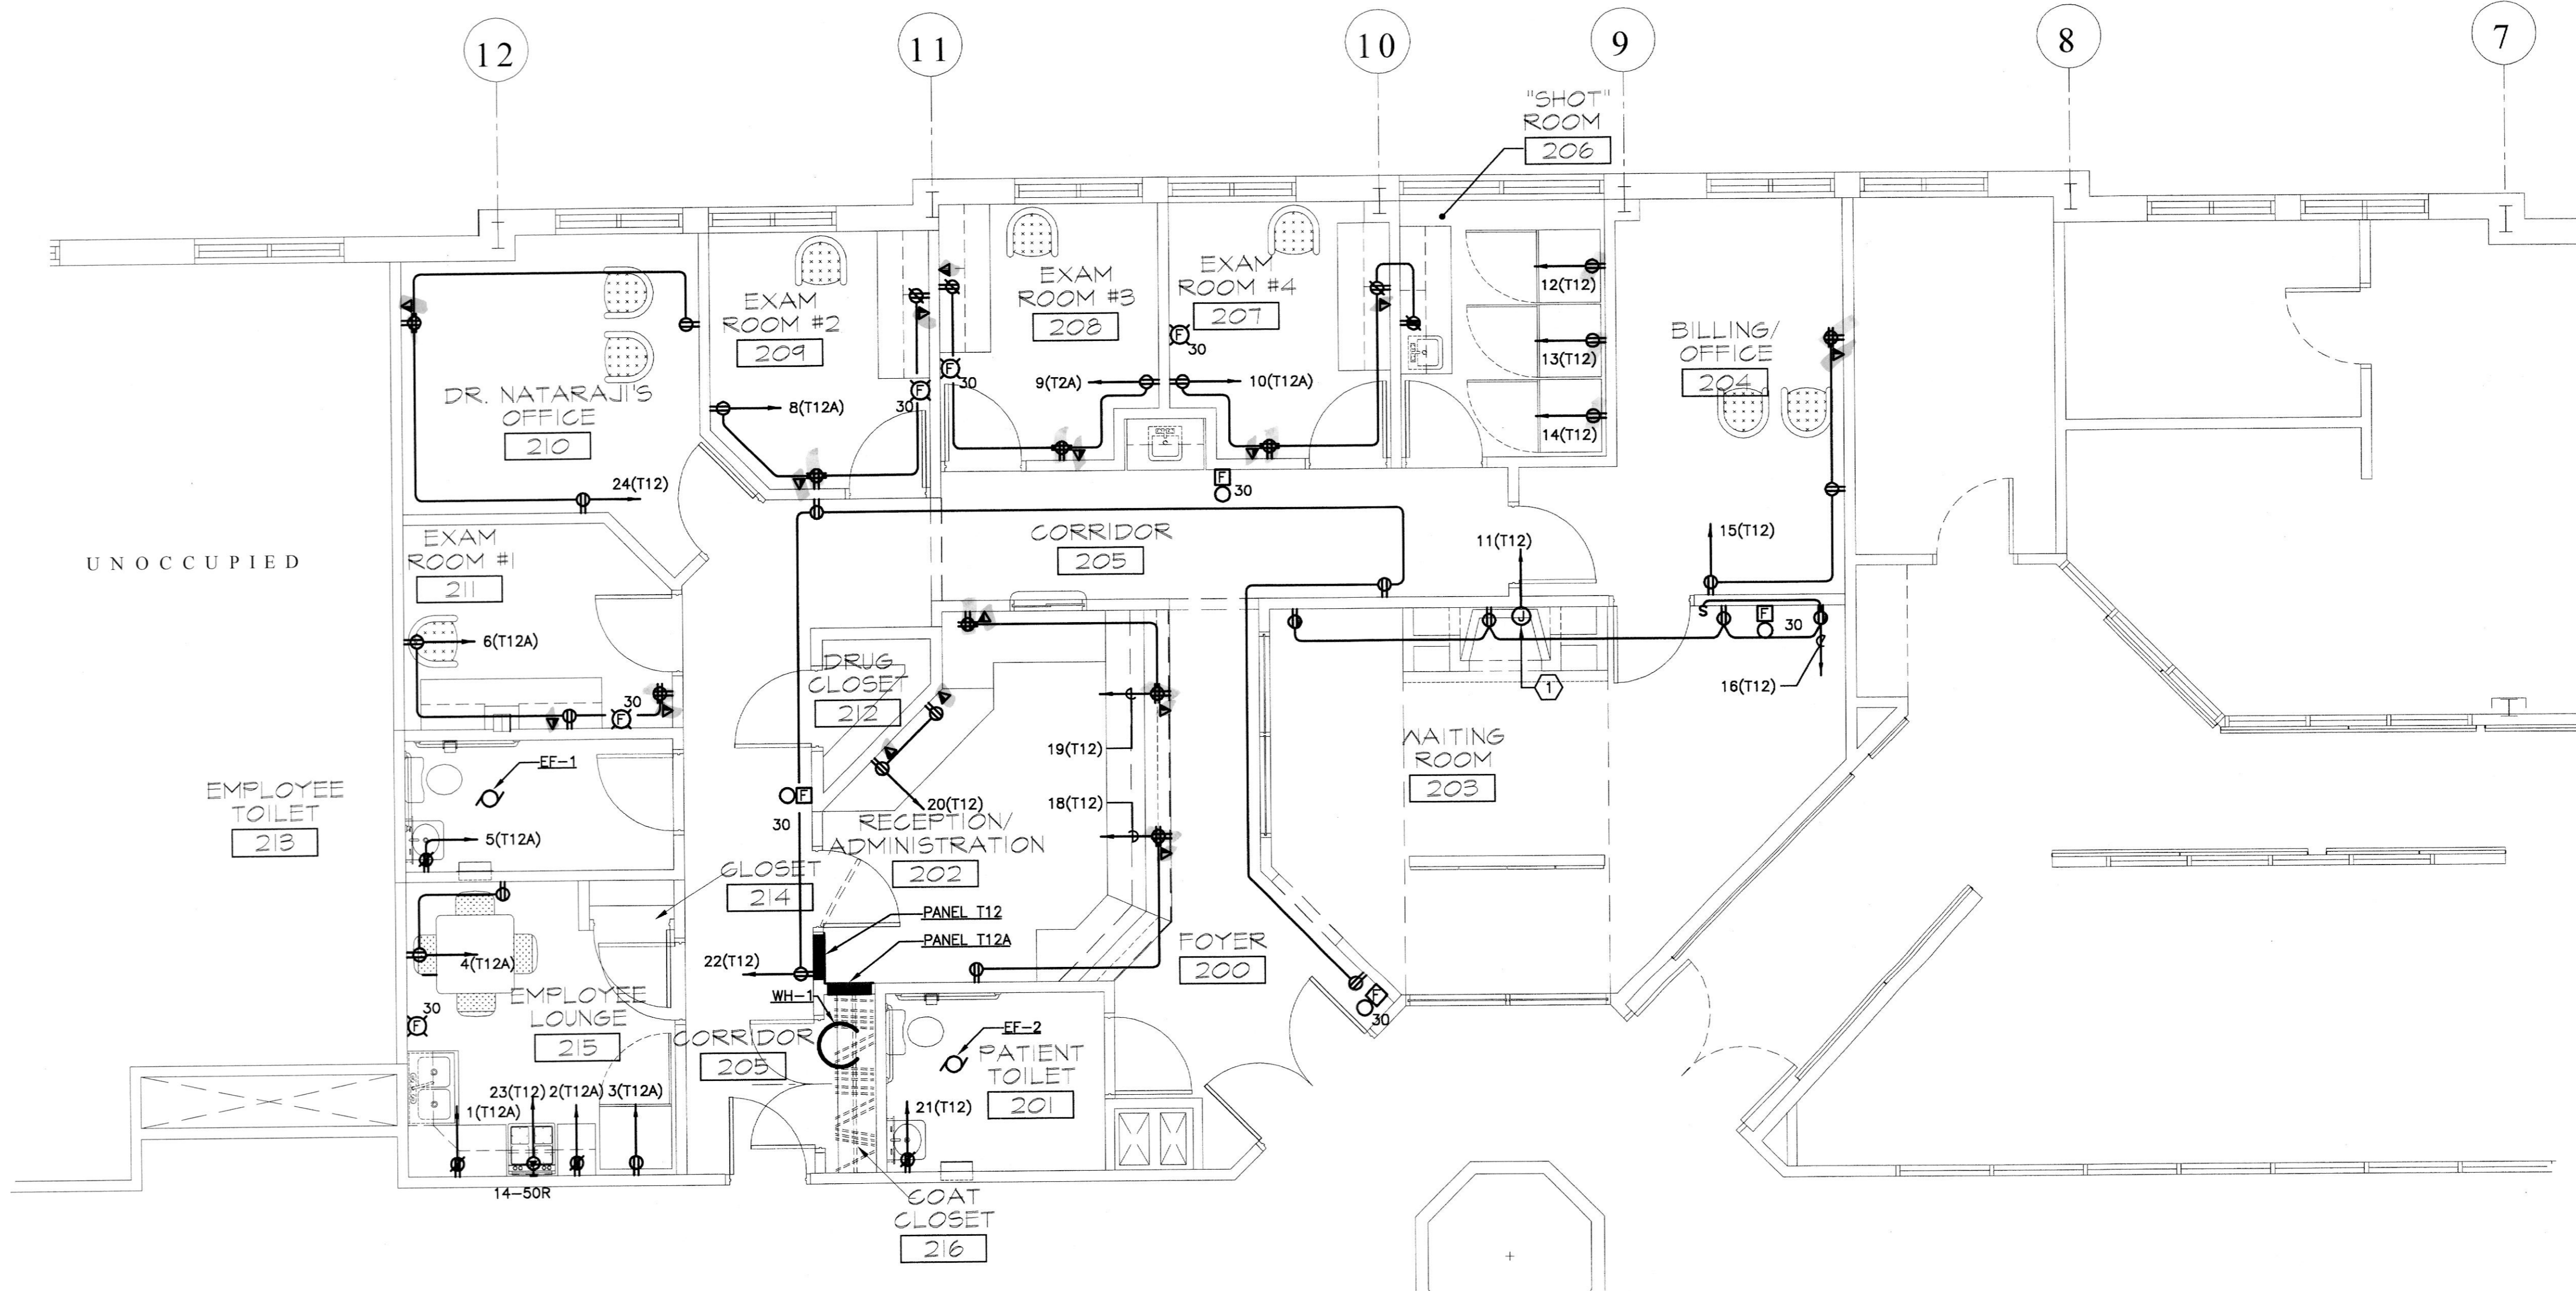 12
11
10
9
8
7
"SHOT"
ROOM
206
EXAM
ROOM #2
209
EXAM
ROOM #3
208
EXAM
ROOM #4
207
12(T12)
13(T12)
14(T12)
BILLING/
OFFICE
204
DR. NATARAJI'S
OFFICE
210
8(T12A)
30
30
9(T2A)
30
10(T12A)
24(T12)
F
F
F
F
30
UNOCCUPIED
EXAM
ROOM #1
211
6(T12A)
30
F
CORRIDOR
205
11(T12)
15(T12)
J
1
S
F
30
16(T12)
DRUG
CLOSET
212
19(T12)
18(T12)
20(T12)
WAITING
ROOM
203
EMPLOYEE
TOILET
213
EF-1
5(T12A)
F
30
RECEPTION/
ADMINISTRATION
202
CLOSET
214
PANEL T12
PANEL T12A
22(T12)
WH-1
FOYER
200
F
30
4(T12A)
30
F
EMPLOYEE
LOUNGE
215
CORRIDOR
205
EF-2
PATIENT
TOILET
201
21(T12)
1(T12A)
23(T12)
2(T12A)
3(T12A)
14-50R
COAT
CLOSET
216